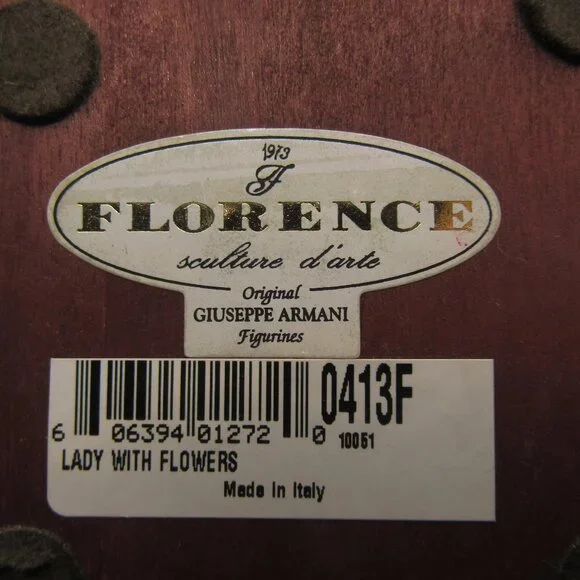 1973
F
FLORENCE
sculture d'arte
Original
GIUSEPPE ARMANI
Figurines
0413F
6 06394 01272 0 10051
LADY WITH FLOWERS
Made In Italy